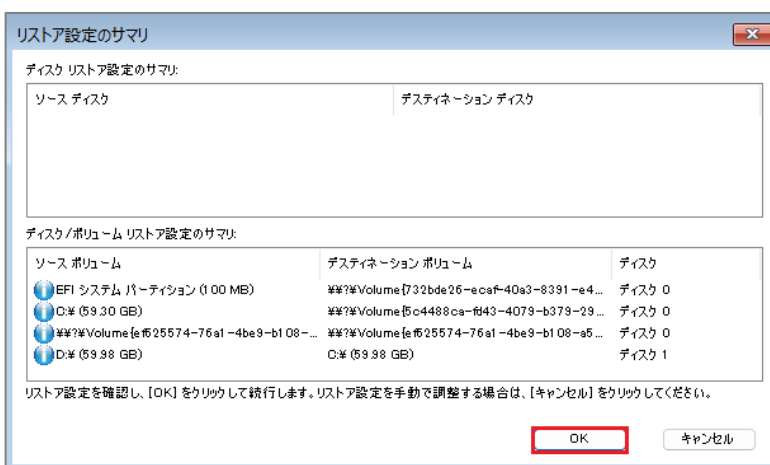 リストア設定のサマリ
ディスク リストア設定のサマリ:
ソース ディスク デスティネーション ディスク
ディスク/ボリューム リストア設定のサマリ:
ソース ボリューム デスティネーション ボリューム ディスク
EFI システム パーティション (100 MB) ¥¥?¥Volume{732bde26-ecaf-40a3-8391-e4... ディスク 0
C:¥ (59.30 GB) ¥¥?¥Volume{5c4488ca-fd43-4079-b379-29... ディスク 0
¥¥?¥Volume{ef525574-76a1-4be9-b108-... ¥¥?¥Volume{ef525574-76a1-4be9-b108-a5... ディスク 0
D:¥ (59.98 GB) C:¥ (59.98 GB) ディスク 1
リストア設定を確認し、[OK] をクリックして続行します。リストア設定を手動で調整する場合は、[キャンセル] をクリックしてください。
OK キャンセル